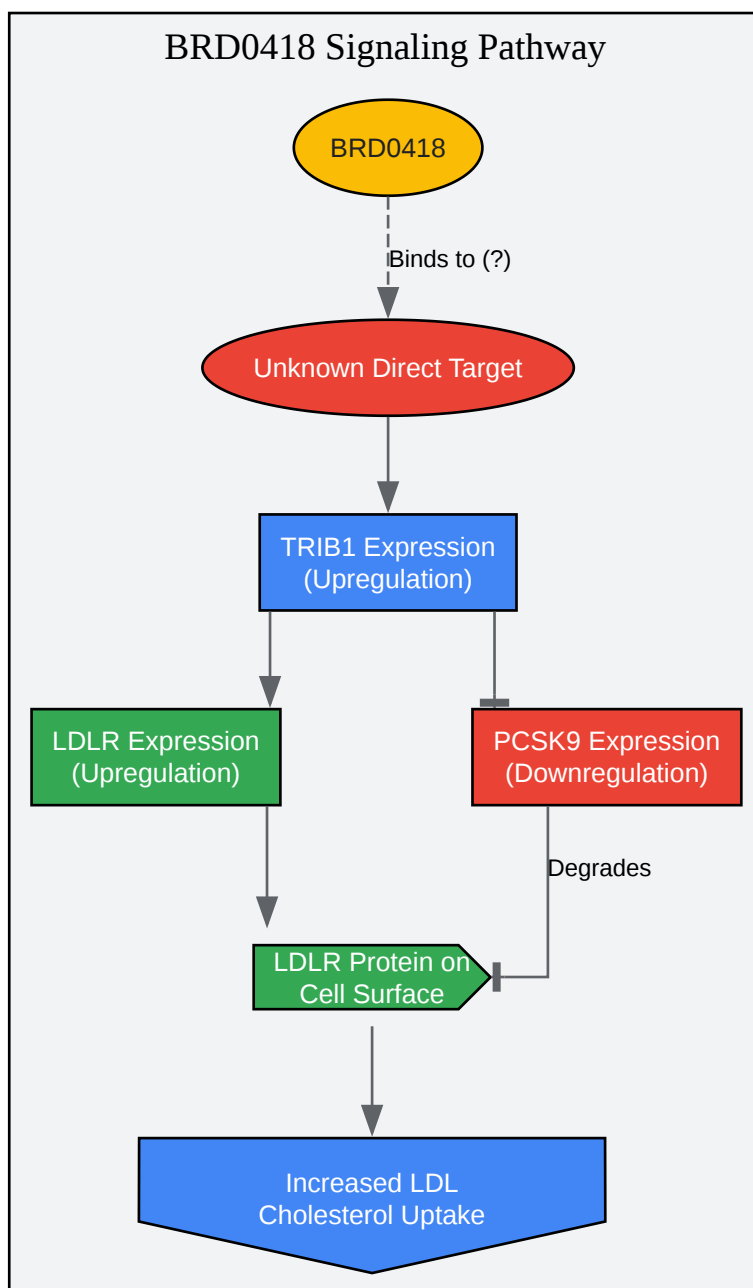 BRD0418 Signaling Pathway
BRD0418
Binds to (?)
Unknown Direct Target
TRIB1 Expression
(Upregulation)
LDLR Expression
(Upregulation)
PCSK9 Expression
(Downregulation)
Degrades
LDLR Protein on
Cell Surface
Increased LDL
Cholesterol Uptake